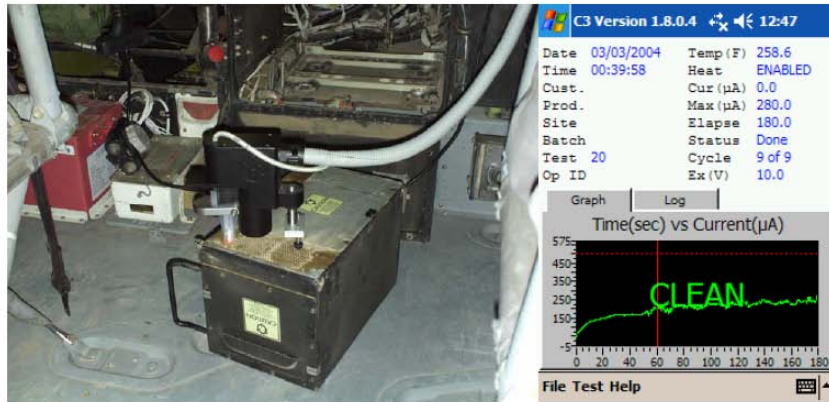 C3 Version 1.8.0.4 12:47
Date 03/03/2004 Temp(F) 258.6
Time 00:39:58 Heat ENABLED
Cust. Cur(µA) 0.0
Prod. Max(µA) 280.0
Site Elapse 180.0
Batch Status Done
Test 20 Cycle 9 of 9
Op ID Ex(V) 10.0
Graph Log
Time(sec) vs Current(µA)
575
450
350
250
150
-5
CLEAN
0 20 40 60 80 100 120 140 160 180
File Test Help